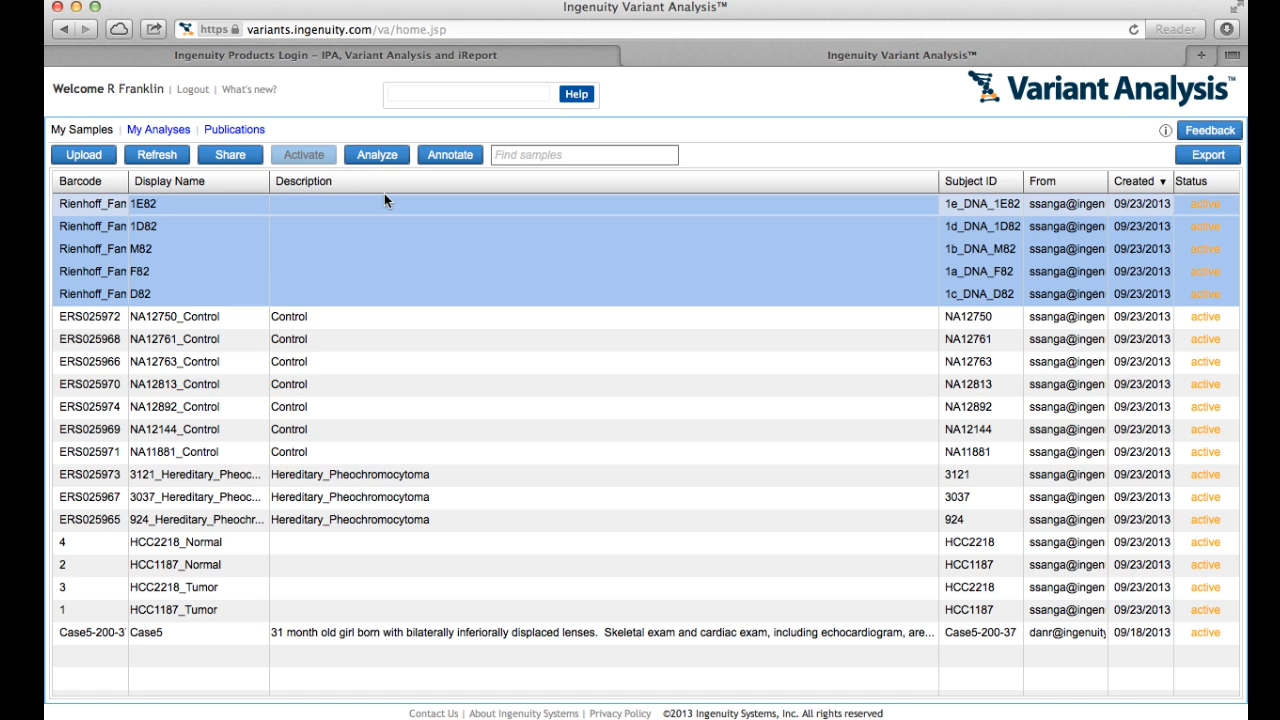 Ingenuity Variant Analysis™
https variants.ingenuity.com/va/home.jsp Reader
Ingenuity Products Login – IPA, Variant Analysis and iReport Ingenuity Variant Analysis™ +
Welcome R Franklin | Logout | What's new? Help Variant Analysis™
My Samples | My Analyses | Publications i Feedback
Upload Refresh Share Activate Analyze Annotate Find samples Export
Barcode Display Name Description Subject ID From Created ▼ Status
Rienhoff_Fam 1E82 1e_DNA_1E82 ssanga@ingen 09/23/2013 active
Rienhoff_Fam 1D82 1d_DNA_1D82 ssanga@ingen 09/23/2013 active
Rienhoff_Fam M82 1b_DNA_M82 ssanga@ingen 09/23/2013 active
Rienhoff_Fam F82 1a_DNA_F82 ssanga@ingen 09/23/2013 active
Rienhoff_Fam D82 1c_DNA_D82 ssanga@ingen 09/23/2013 active
ERS025972 NA12750_Control Control NA12750 ssanga@ingen 09/23/2013 active
ERS025968 NA12761_Control Control NA12761 ssanga@ingen 09/23/2013 active
ERS025966 NA12763_Control Control NA12763 ssanga@ingen 09/23/2013 active
ERS025970 NA12813_Control Control NA12813 ssanga@ingen 09/23/2013 active
ERS025974 NA12892_Control Control NA12892 ssanga@ingen 09/23/2013 active
ERS025969 NA12144_Control Control NA12144 ssanga@ingen 09/23/2013 active
ERS025971 NA11881_Control Control NA11881 ssanga@ingen 09/23/2013 active
ERS025973 3121_Hereditary_Pheoc... Hereditary_Pheochromocytoma 3121 ssanga@ingen 09/23/2013 active
ERS025967 3037_Hereditary_Pheoc... Hereditary_Pheochromocytoma 3037 ssanga@ingen 09/23/2013 active
ERS025965 924_Hereditary_Pheochr... Hereditary_Pheochromocytoma 924 ssanga@ingen 09/23/2013 active
4 HCC2218_Normal HCC2218 ssanga@ingen 09/23/2013 active
2 HCC1187_Normal HCC1187 ssanga@ingen 09/23/2013 active
3 HCC2218_Tumor HCC2218 ssanga@ingen 09/23/2013 active
1 HCC1187_Tumor HCC1187 ssanga@ingen 09/23/2013 active
Case5-200-37 Case5 31 month old girl born with bilaterally inferiorally displaced lenses. Skeletal exam and cardiac exam, including echocardiogram, are... Case5-200-37 danr@ingenuity 09/18/2013 active
Contact Us | About Ingenuity Systems | Privacy Policy ©2013 Ingenuity Systems, Inc. All rights reserved